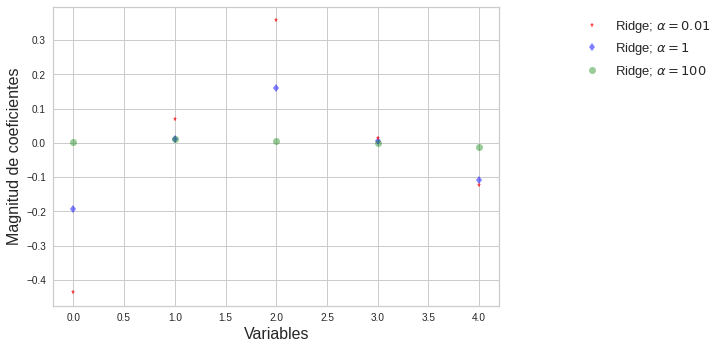 Magnitud de coeficientes
0.3
0.2
0.1
0.0
−0.1
−0.2
−0.3
−0.4
0.0 0.5 1.0 1.5 2.0 2.5 3.0 3.5 4.0
Variables
Ridge; α = 0.01
Ridge; α = 1
Ridge; α = 100